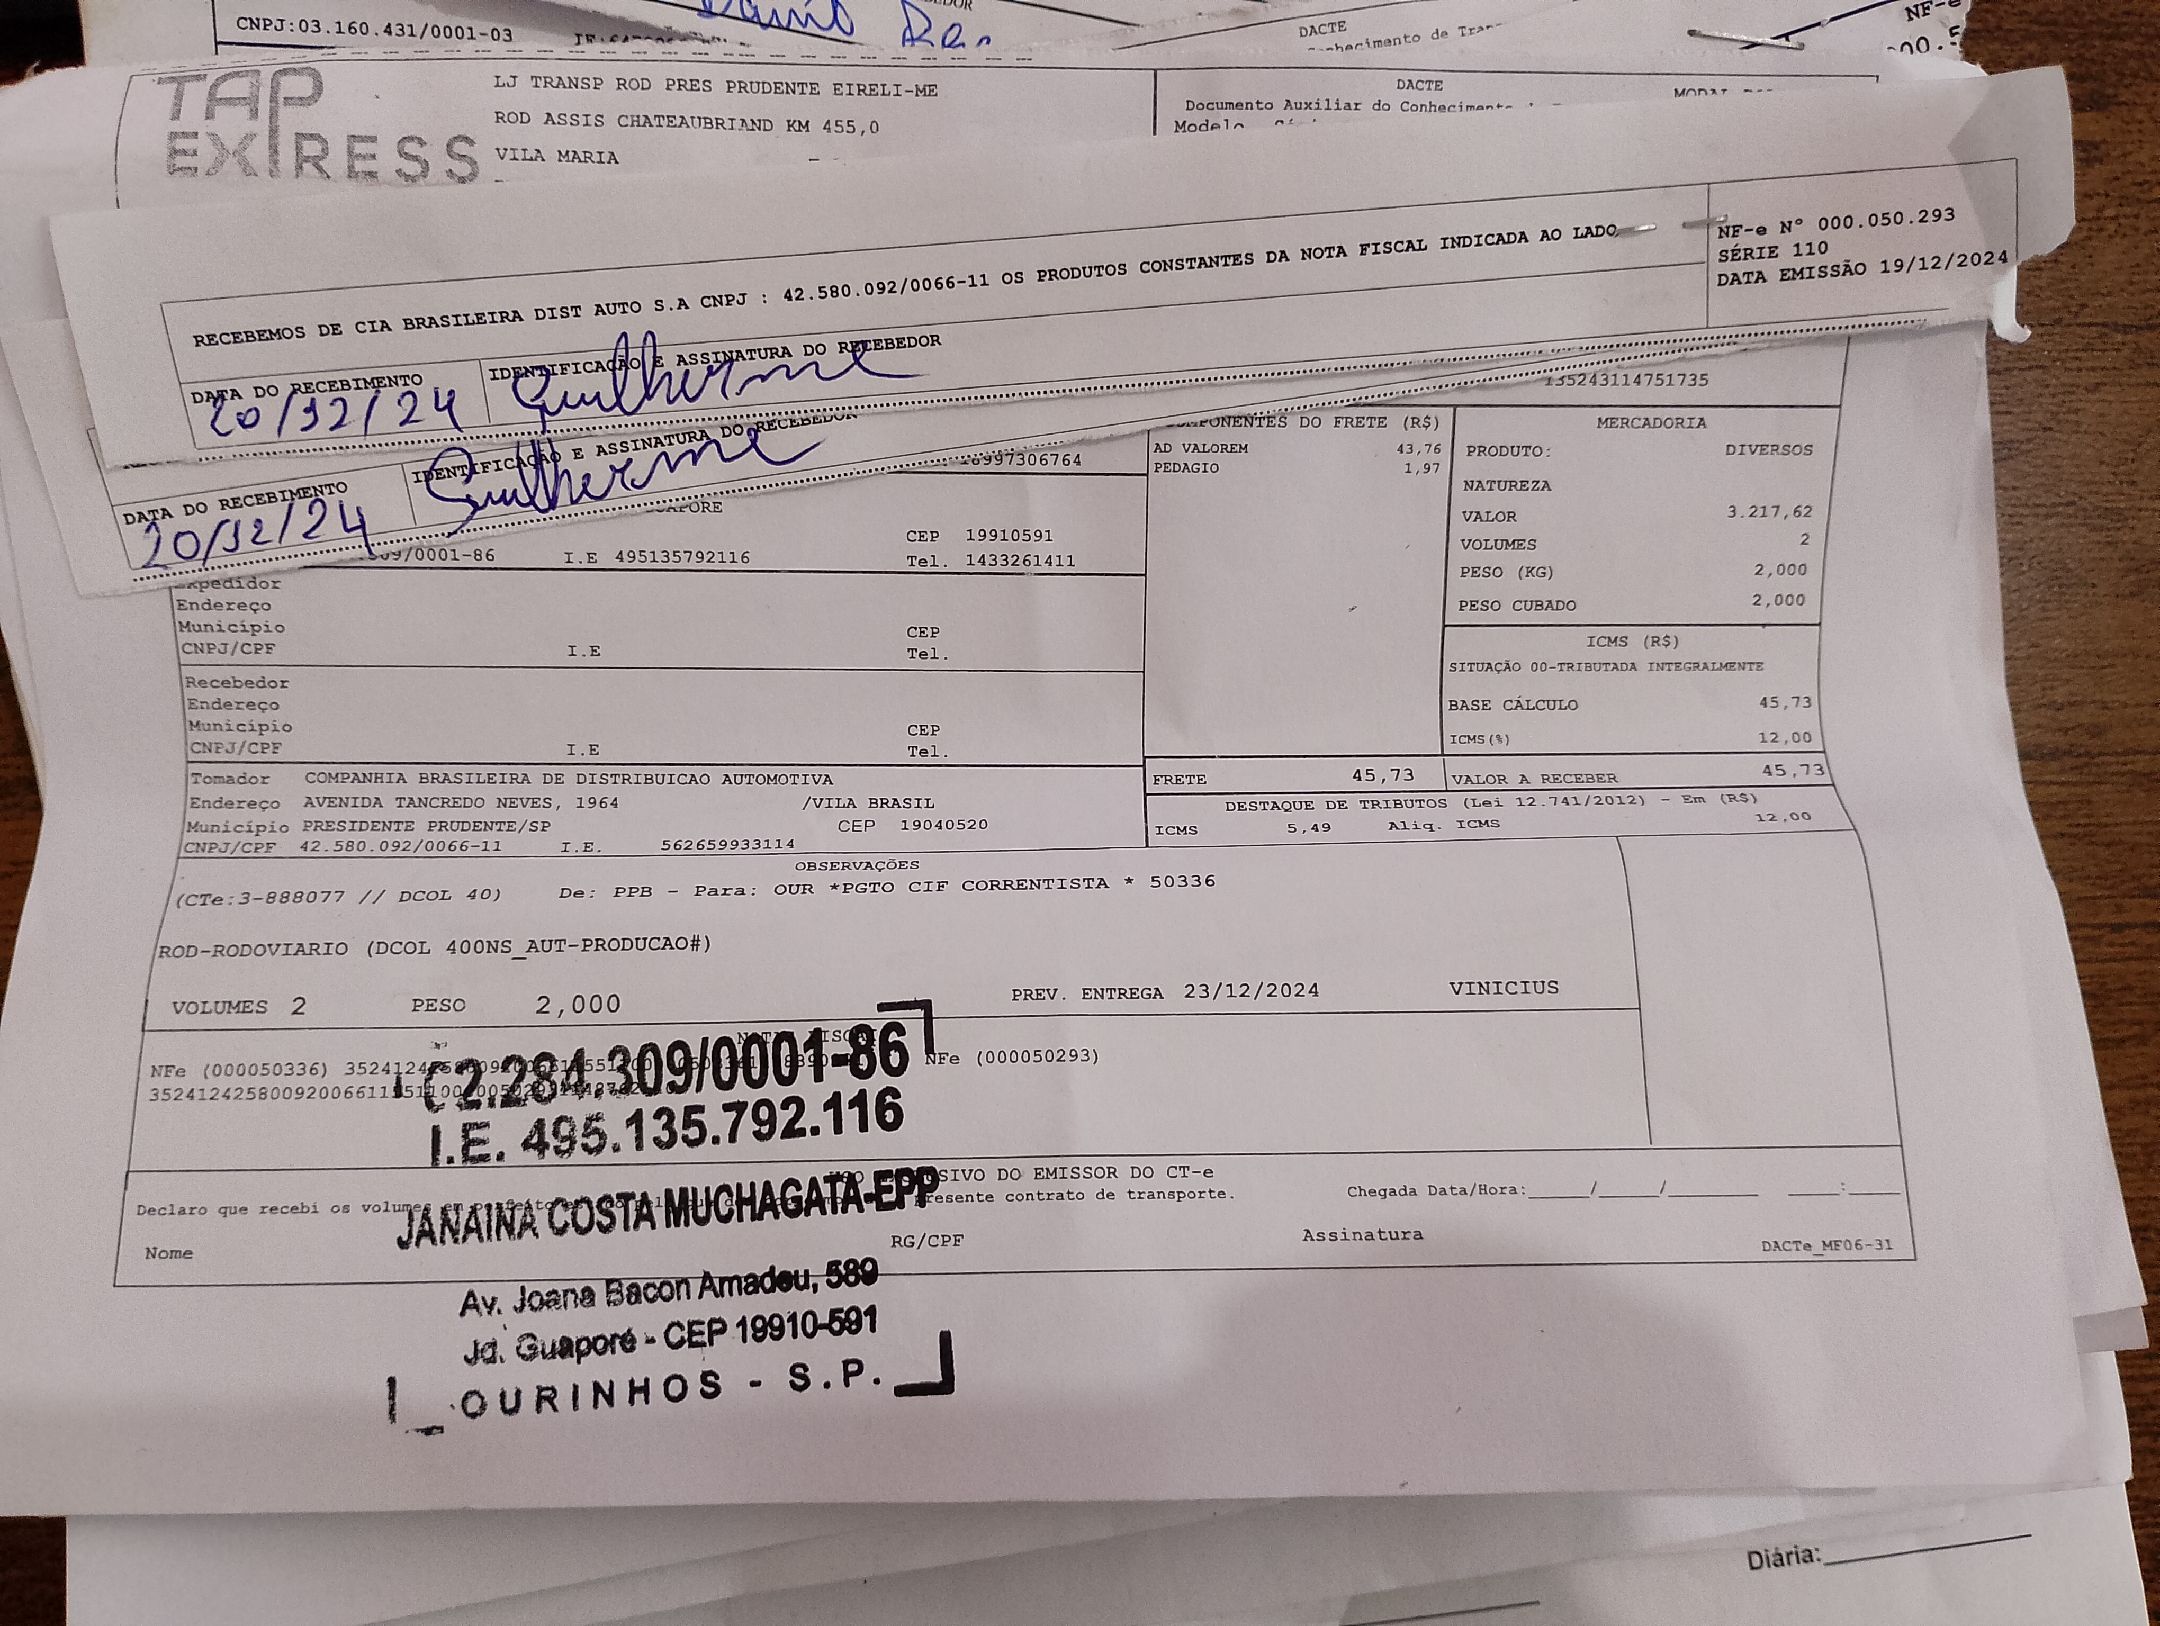 CNPJ:03.160.431/0001-03
DACTE
NF-e
TAP EXPRESS
LJ TRANSP ROD PRES PRUDENTE EIRELI-ME
ROD ASSIS CHATEAUBRIAND KM 455,0
VILA MARIA
DACTE
Documento Auxiliar do Conhecimento
RECEBEMOS DE CIA BRASILEIRA DIST AUTO S.A CNPJ : 42.580.092/0066-11 OS PRODUTOS CONSTANTES DA NOTA FISCAL INDICADA AO LADO
NF-e Nº 000.050.293
SÉRIE 110
DATA EMISSÃO 19/12/2024
DATA DO RECEBIMENTO
20/12/24
IDENTIFICAÇÃO E ASSINATURA DO RECEBEDOR
Guilherme
DATA DO RECEBIMENTO
20/12/24
IDENTIFICAÇÃO E ASSINATURA DO RECEBEDOR
Guilherme
135243114751735
18997306764
CEP 19910591
/0001-86 I.E 495135792116 Tel. 1433261411
Expedidor
Endereço
Município CEP
CNPJ/CPF I.E Tel.
Recebedor
Endereço
Município CEP
CNPJ/CPF I.E Tel.
Tomador COMPANHIA BRASILEIRA DE DISTRIBUICAO AUTOMOTIVA
Endereço AVENIDA TANCREDO NEVES, 1964 /VILA BRASIL
Município PRESIDENTE PRUDENTE/SP CEP 19040520
CNPJ/CPF 42.580.092/0066-11 I.E. 562659933114
COMPONENTES DO FRETE (R$)
AD VALOREM 43,76
PEDAGIO 1,97
MERCADORIA
PRODUTO: DIVERSOS
NATUREZA
VALOR 3.217,62
VOLUMES 2
PESO (KG) 2,000
PESO CUBADO 2,000
ICMS (R$)
SITUAÇÃO 00-TRIBUTADA INTEGRALMENTE
BASE CÁLCULO 45,73
ICMS(%) 12,00
FRETE 45,73 VALOR A RECEBER 45,73
DESTAQUE DE TRIBUTOS (Lei 12.741/2012) - Em (R$)
ICMS 5,49 Aliq. ICMS 12,00
OBSERVAÇÕES
(CTe:3-888077 // DCOL 40) De: PPB - Para: OUR *PGTO CIF CORRENTISTA * 50336
ROD-RODOVIARIO (DCOL 400NS_AUT-PRODUCAO#)
VOLUMES 2 PESO 2,000 PREV. ENTREGA 23/12/2024 VINICIUS
NFe (000050336) NFe (000050293)
2.284.309/0001-86
I.E. 495.135.792.116
JANAINA COSTA MUCHAGATA-EPP
Av. Joana Bacon Amadeu, 589
Jd. Guaporé - CEP 19910-591
OURINHOS - S.P.
DO EMISSOR DO CT-e
Declaro que recebi os volumes presente contrato de transporte. Chegada Data/Hora:_____/_____/_________ ____:_____
Nome RG/CPF Assinatura
DACTe_MF06-31
Diária: